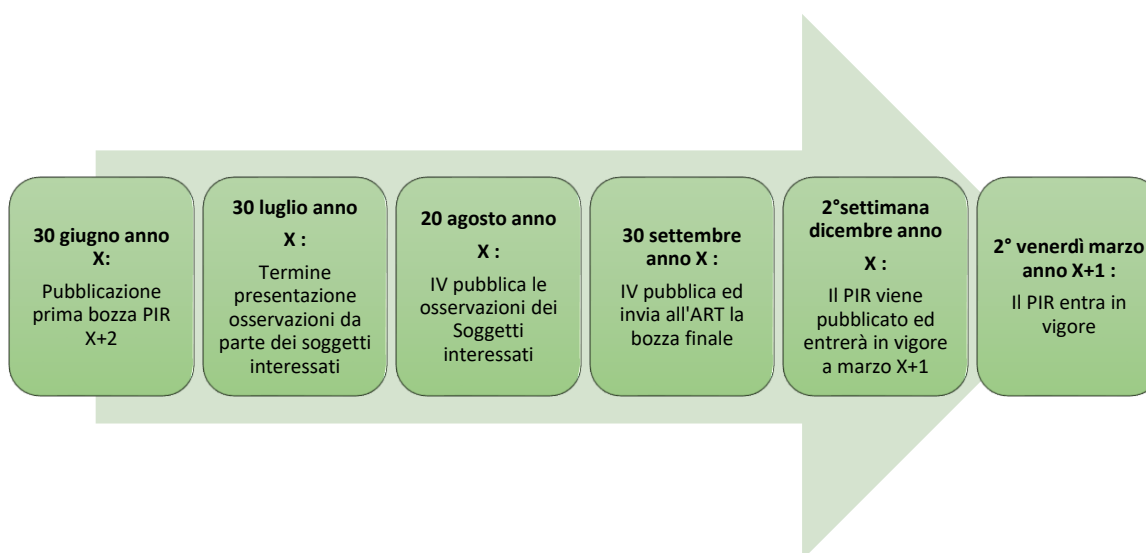 30 giugno anno
X:
Pubblicazione
prima bozza PIR
X+2
30 luglio anno
X :
Termine
presentazione
osservazioni da
parte dei soggetti
interessati
20 agosto anno
X :
IV pubblica le
osservazioni dei
Soggetti
interessati
30 settembre
anno X :
IV pubblica ed
invia all'ART la
bozza finale
2°settimana
dicembre anno
X :
Il PIR viene
pubblicato ed
entrerà in vigore
a marzo X+1
2° venerdì marzo
anno X+1 :
Il PIR entra in
vigore